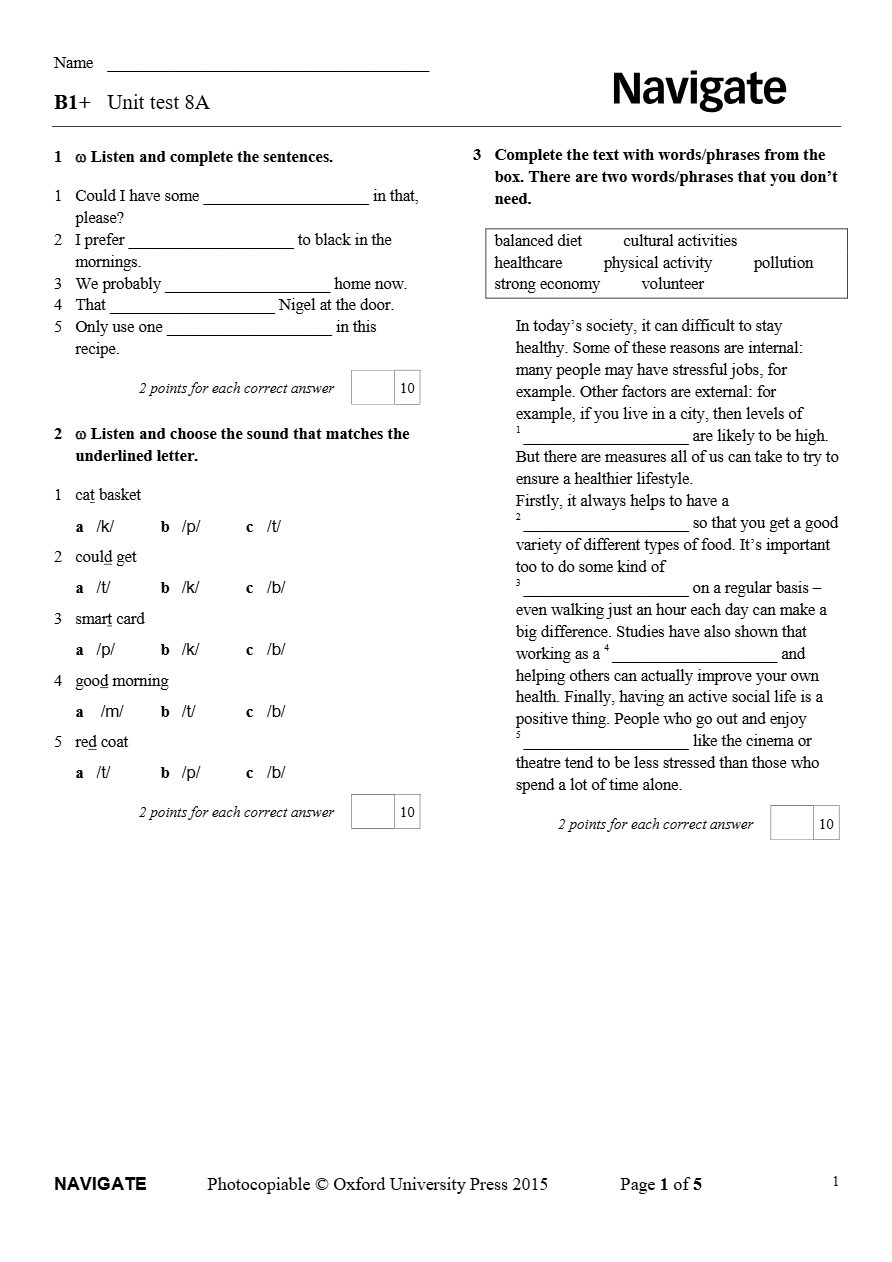 Name ____________________
B1+ Unit test 8A
Navigate
1 ꞷ Listen and complete the sentences.
1 Could I have some ____________________ in that,
please?
2 I prefer ____________________ to black in the
mornings.
3 We probably ____________________ home now.
4 That ____________________ Nigel at the door.
5 Only use one ____________________ in this
recipe.
2 points for each correct answer 10
2 ꞷ Listen and choose the sound that matches the
underlined letter.
1 cat basket
a /k/ b /p/ c /t/
2 could get
a /t/ b /k/ c /b/
3 smart card
a /p/ b /k/ c /b/
4 good morning
a /m/ b /t/ c /b/
5 red coat
a /t/ b /p/ c /b/
2 points for each correct answer 10
3 Complete the text with words/phrases from the
box. There are two words/phrases that you don’t
need.
balanced diet cultural activities
healthcare physical activity pollution
strong economy volunteer
In today’s society, it can difficult to stay
healthy. Some of these reasons are internal:
many people may have stressful jobs, for
example. Other factors are external: for
example, if you live in a city, then levels of
1 ____________________ are likely to be high.
But there are measures all of us can take to try to
ensure a healthier lifestyle.
Firstly, it always helps to have a
2 ____________________ so that you get a good
variety of different types of food. It’s important
too to do some kind of
3 ____________________ on a regular basis –
even walking just an hour each day can make a
big difference. Studies have also shown that
working as a 4 ____________________ and
helping others can actually improve your own
health. Finally, having an active social life is a
positive thing. People who go out and enjoy
5 ____________________ like the cinema or
theatre tend to be less stressed than those who
spend a lot of time alone.
2 points for each correct answer 10
NAVIGATE Photocopiable © Oxford University Press 2015 Page 1 of 5 1